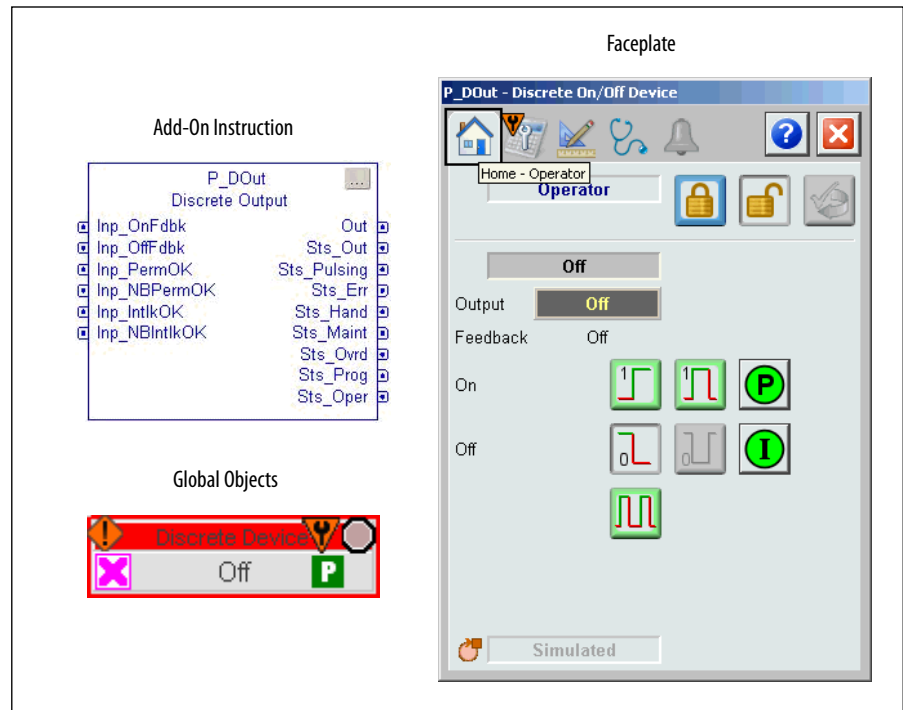 Add-On Instruction
P_DOut
...
Discrete Output
Inp_OnFdbk Out
Inp_OffFdbk Sts_Out
Inp_PermOK Sts_Pulsing
Inp_NBPermOK Sts_Err
Inp_IntlkOK Sts_Hand
Inp_NBIntlkOK Sts_Maint
Sts_Ovrd
Sts_Prog
Sts_Oper
Global Objects
! Discrete Device
Off P
Faceplate
P_DOut - Discrete On/Off Device
?
Home - Operator
Operator
Off
Output Off
Feedback Off
On 1 1 P
Off 0 0 I
Simulated